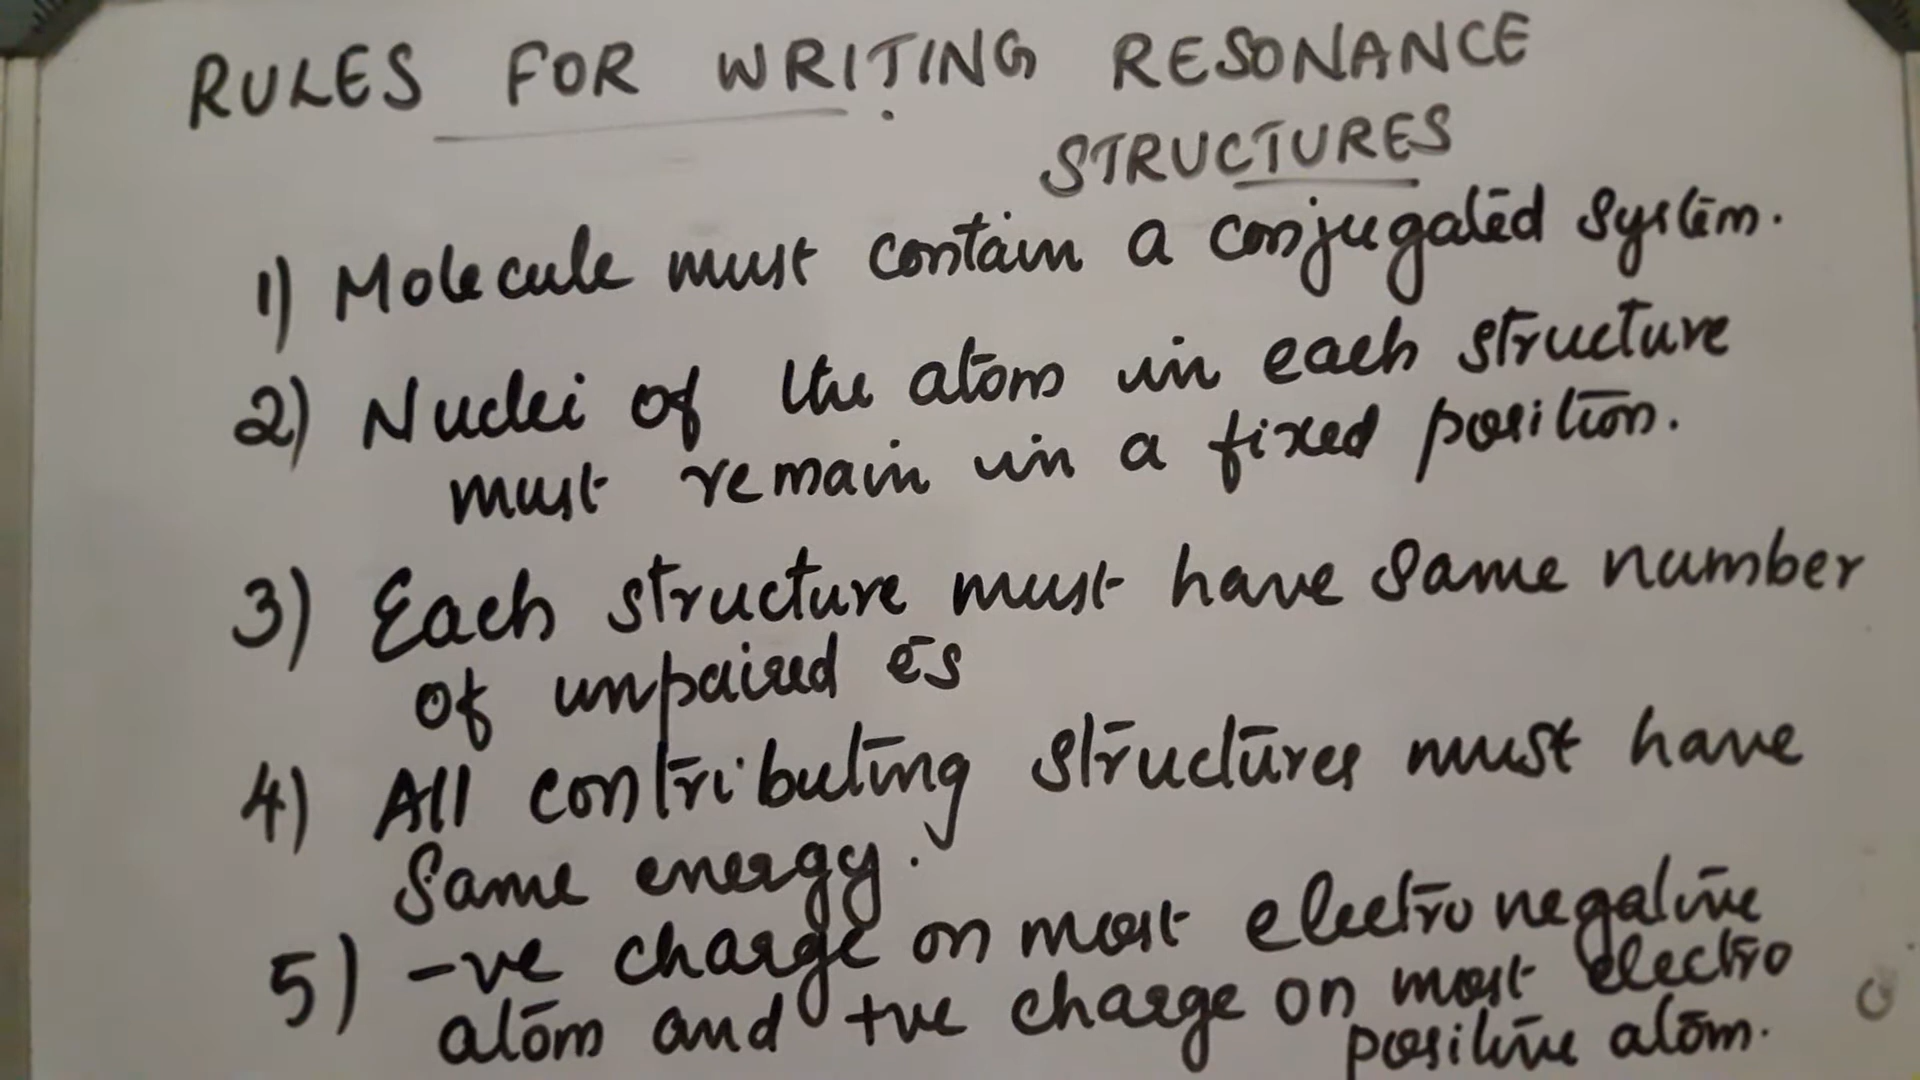 RULES FOR WRITING RESONANCE
STRUCTURES
1) Molecule must contain a conjugated system.
2) Nuclei of the atom in each structure
must remain in a fixed position.
3) Each structure must have same number
of unpaired ēs
4) All contributing structures must have
same energy.
5) -ve charge on most electronegative
atom and +ve charge on most electro
positive atom.